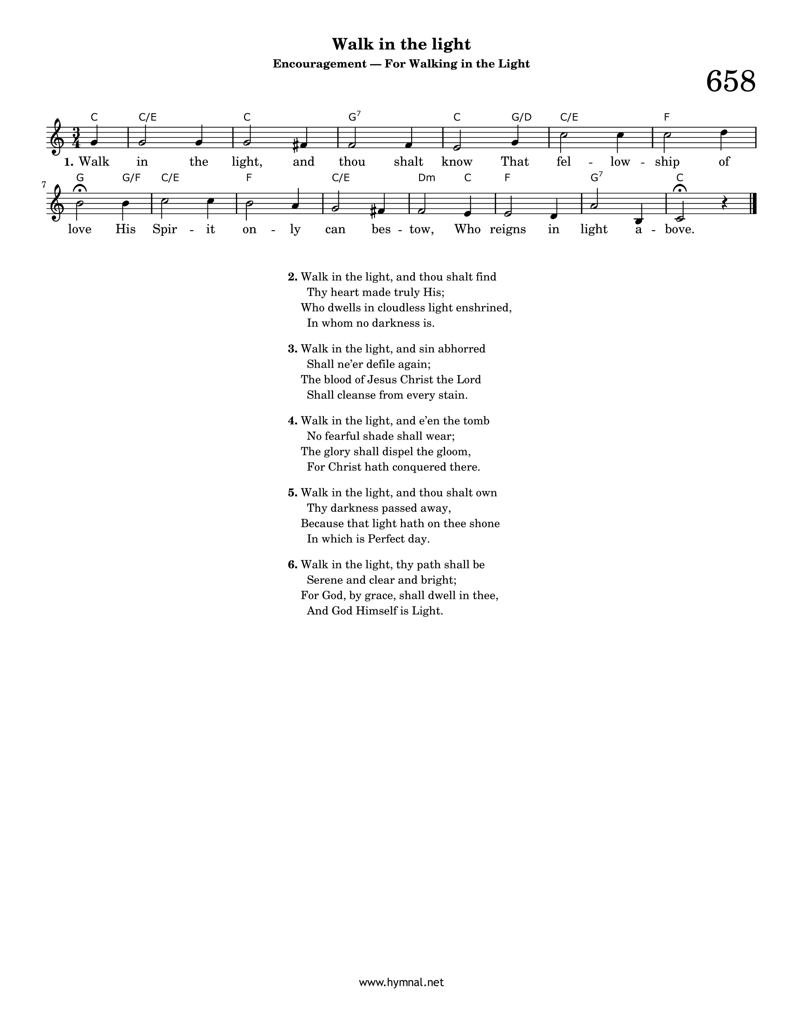 Walk in the light
Encouragement — For Walking in the Light
658
C C/E C G7 C G/D C/E F
3
4
1. Walk in the light, and thou shalt know That fel - low - ship of
7
G G/F C/E F C/E Dm C F G7 C
love His Spir - it on - ly can bes - tow, Who reigns in light a - bove.
2. Walk in the light, and thou shalt find
Thy heart made truly His;
Who dwells in cloudless light enshrined,
In whom no darkness is.
3. Walk in the light, and sin abhorred
Shall ne’er defile again;
The blood of Jesus Christ the Lord
Shall cleanse from every stain.
4. Walk in the light, and e’en the tomb
No fearful shade shall wear;
The glory shall dispel the gloom,
For Christ hath conquered there.
5. Walk in the light, and thou shalt own
Thy darkness passed away,
Because that light hath on thee shone
In which is Perfect day.
6. Walk in the light, thy path shall be
Serene and clear and bright;
For God, by grace, shall dwell in thee,
And God Himself is Light.
www.hymnal.net